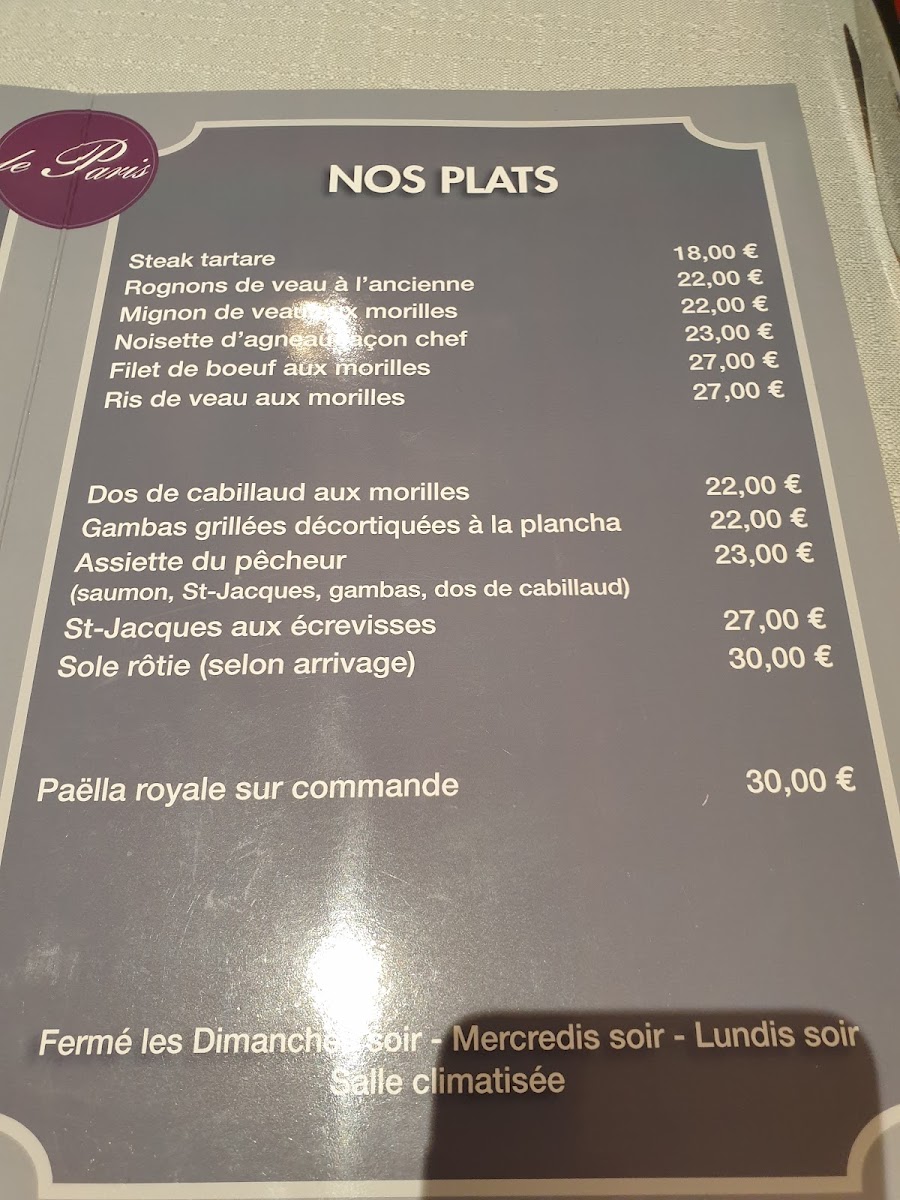 le Paris
NOS PLATS
Steak tartare 18,00 €
Rognons de veau à l'ancienne 22,00 €
Mignon de veau aux morilles 22,00 €
Noisette d'agneau façon chef 23,00 €
Filet de boeuf aux morilles 27,00 €
Ris de veau aux morilles 27,00 €
Dos de cabillaud aux morilles 22,00 €
Gambas grillées décortiquées à la plancha 22,00 €
Assiette du pêcheur 23,00 €
(saumon, St-Jacques, gambas, dos de cabillaud)
St-Jacques aux écrevisses 27,00 €
Sole rôtie (selon arrivage) 30,00 €
Paëlla royale sur commande 30,00 €
Fermé les Dimanches soir - Mercredis soir - Lundis soir
Salle climatisée